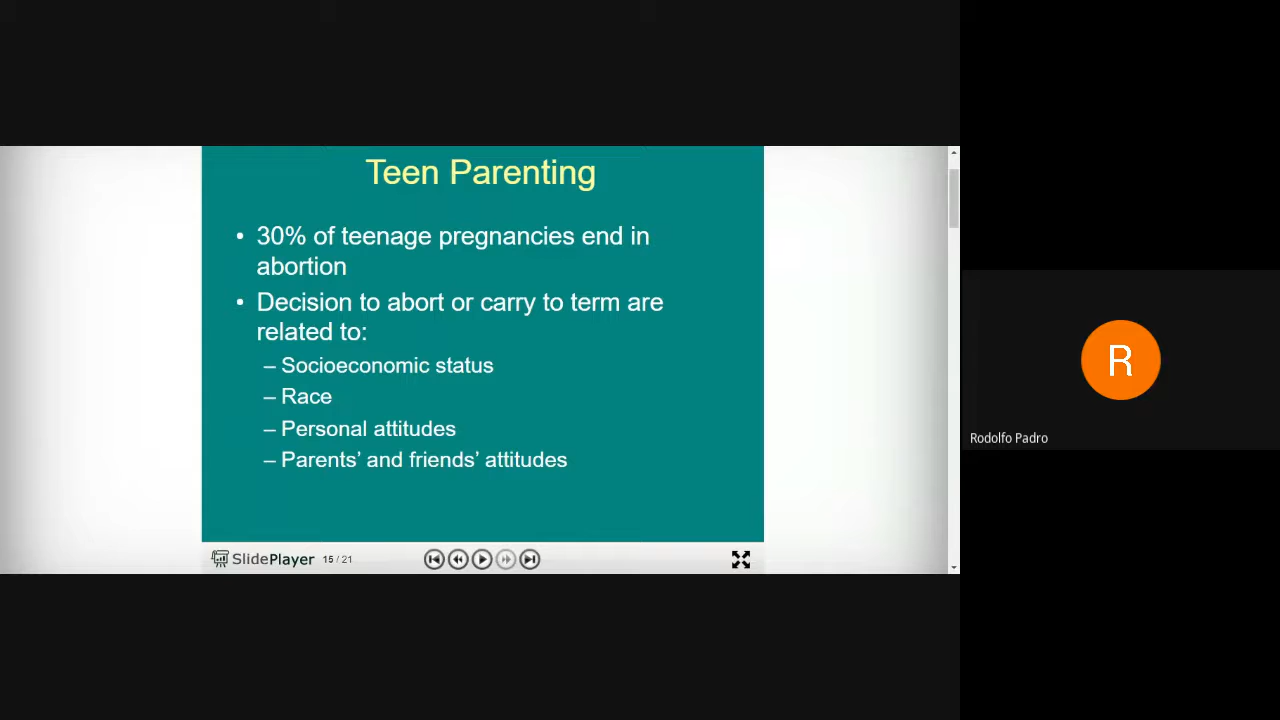 Teen Parenting
• 30% of teenage pregnancies end in
abortion
• Decision to abort or carry to term are
related to:
– Socioeconomic status
– Race
– Personal attitudes
– Parents’ and friends’ attitudes
SlidePlayer 15 / 21
R
Rodolfo Padro